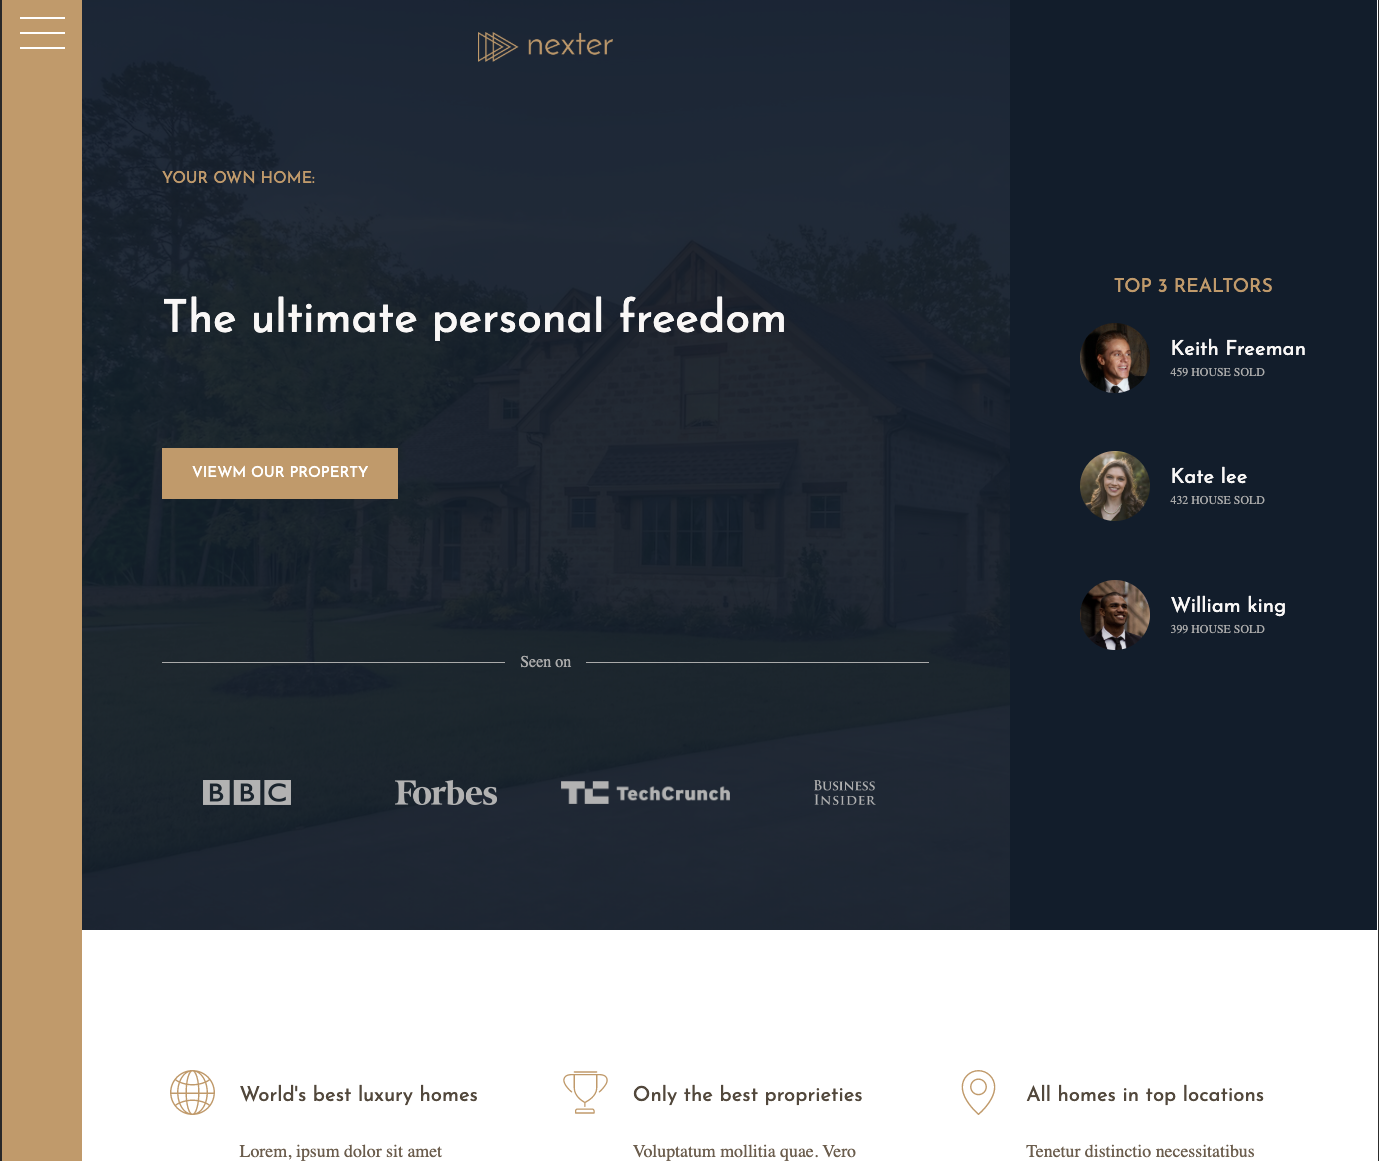 nexter
YOUR OWN HOME:
The ultimate personal freedom
VIEWM OUR PROPERTY
Seen on
BBC
Forbes
TC TechCrunch
BUSINESS
INSIDER
TOP 3 REALTORS
Keith Freeman
459 HOUSE SOLD
Kate lee
432 HOUSE SOLD
William king
399 HOUSE SOLD
World's best luxury homes
Lorem, ipsum dolor sit amet
Only the best proprieties
Voluptatum mollitia quae. Vero
All homes in top locations
Tenetur distinctio necessitatibus